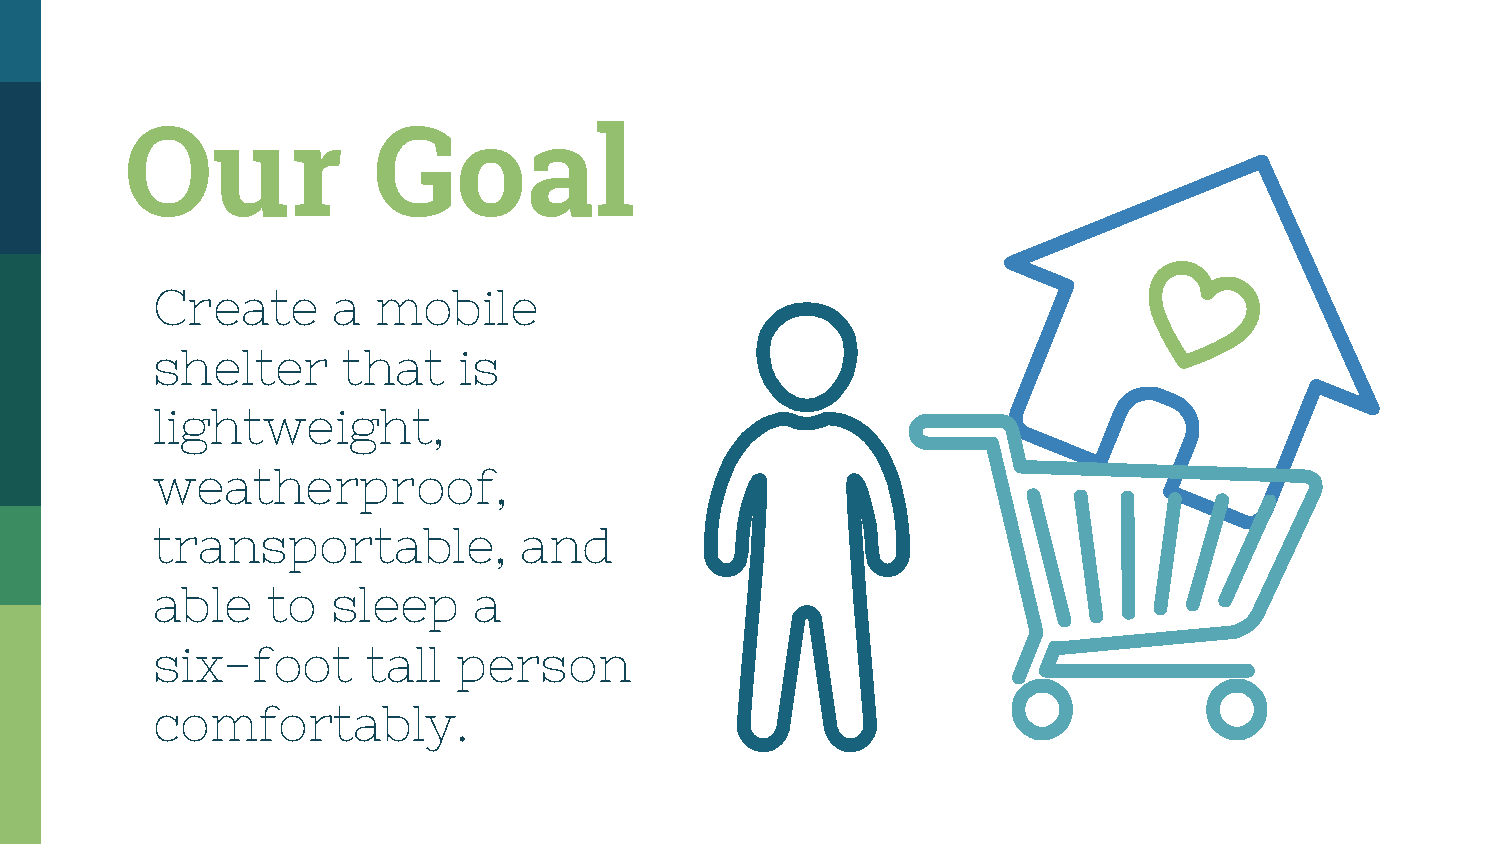 Our Goal
Create a mobile
shelter that is
lightweight,
weatherproof,
transportable, and
able to sleep a
six-foot tall person
comfortably.